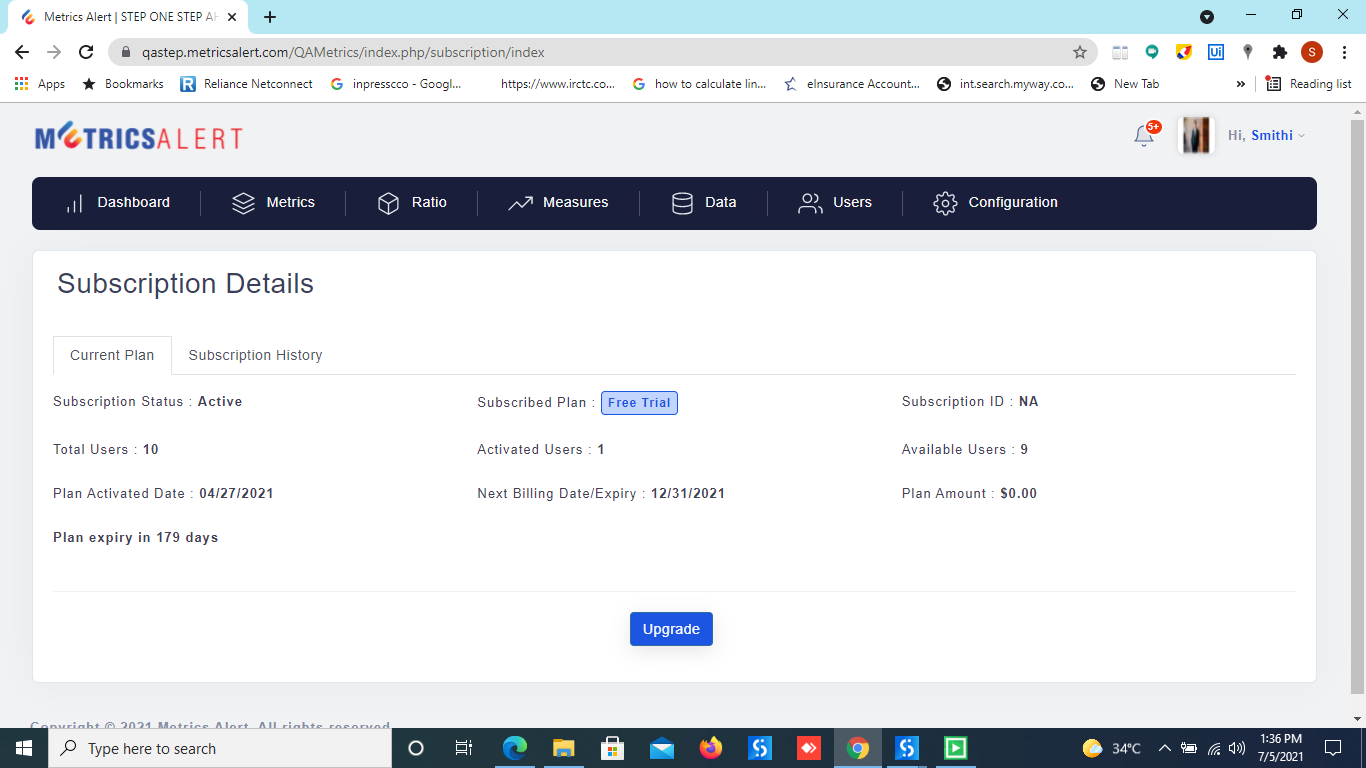 Metrics Alert | STEP ONE STEP AH
qastep.metricsalert.com/QAMetrics/index.php/subscription/index
S
Apps Bookmarks Reliance Netconnect inpressccо - Googl... https://www.irctc.co... how to calculate lin... eInsurance Account... int.search.myway.co... New Tab » Reading list
METRICSALERT
5+
Hi, Smithi
Dashboard Metrics Ratio Measures Data Users Configuration
Subscription Details
Current Plan Subscription History
Subscription Status : Active Subscribed Plan : Free Trial Subscription ID : NA
Total Users : 10 Activated Users : 1 Available Users : 9
Plan Activated Date : 04/27/2021 Next Billing Date/Expiry : 12/31/2021 Plan Amount : $0.00
Plan expiry in 179 days
Upgrade
Copyright © 2021 Metrics Alert. All rights reserved
Type here to search 34°C 1:36 PM
7/5/2021